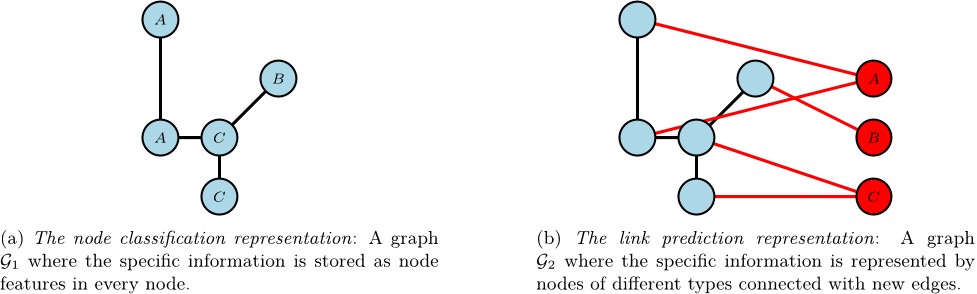 A
B
A
C
C
A
B
C
(a) The node classification representation: A graph
𝒢₁ where the specific information is stored as node
features in every node.
(b) The link prediction representation: A graph
𝒢₂ where the specific information is represented by
nodes of different types connected with new edges.